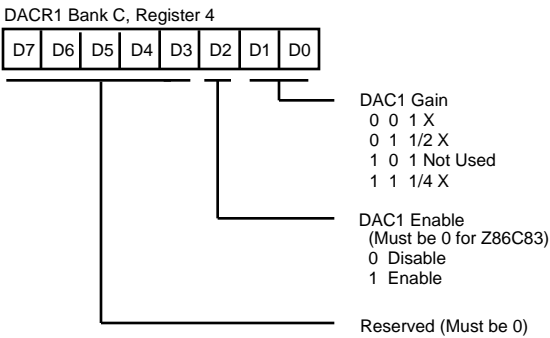 DACR1 Bank C, Register 4
D7 D6 D5 D4 D3 D2 D1 D0
DAC1 Gain
0 0 1 X
0 1 1/2 X
1 0 1 Not Used
1 1 1/4 X
DAC1 Enable
(Must be 0 for Z86C83)
0 Disable
1 Enable
Reserved (Must be 0)